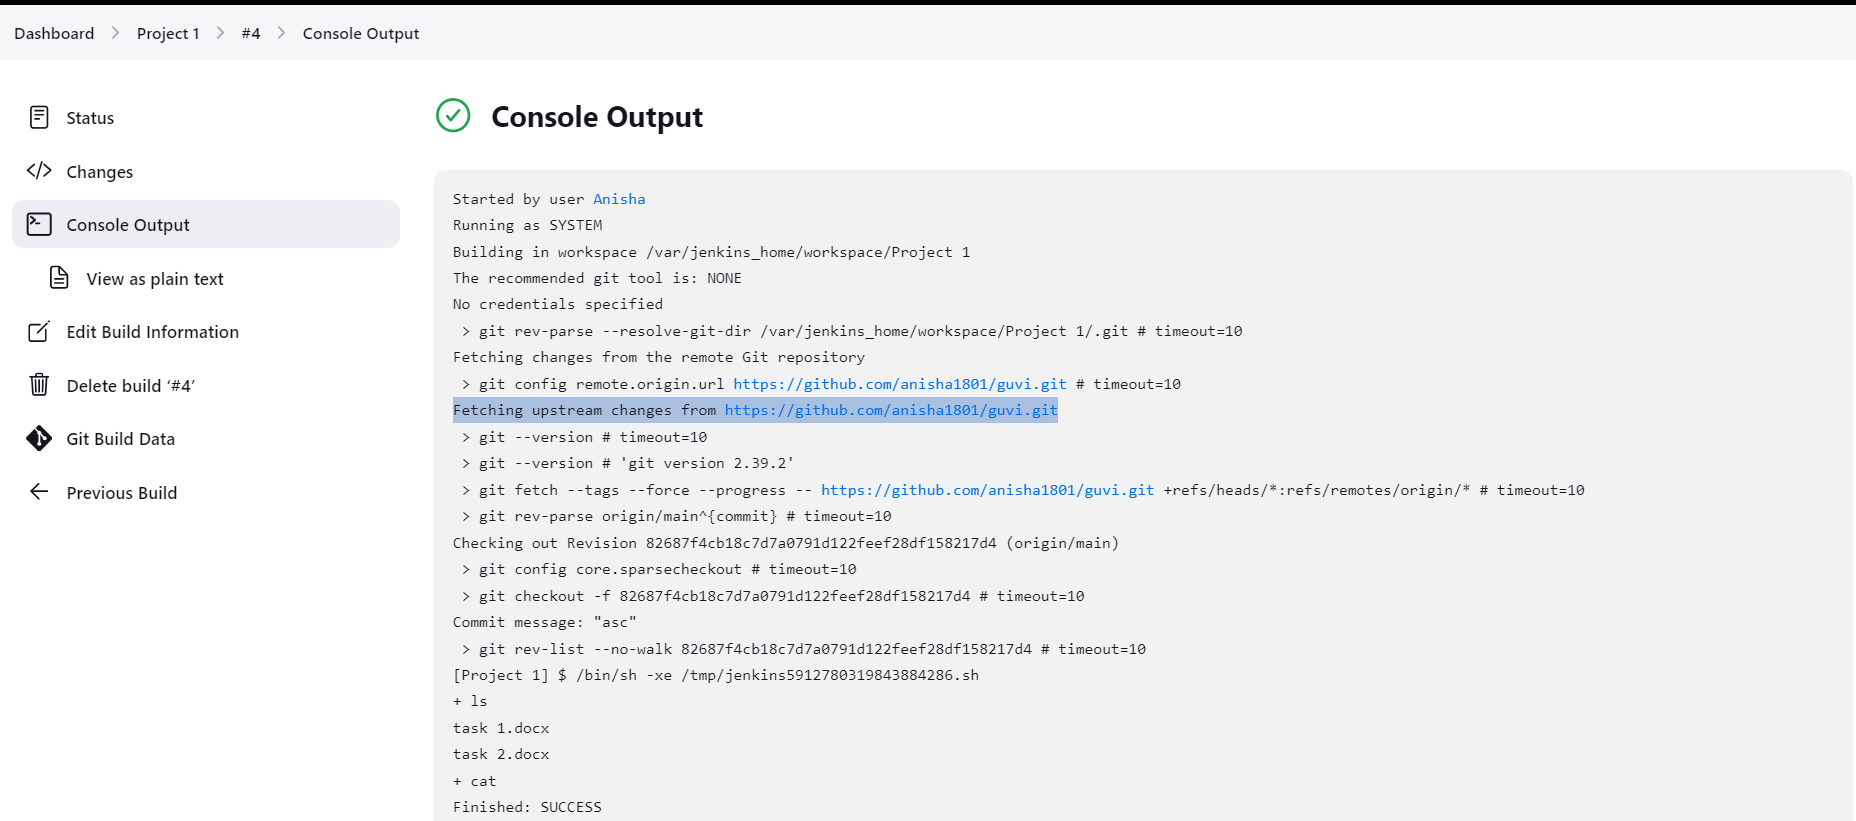 Dashboard > Project 1 > #4 > Console Output
Status
Changes
Console Output
View as plain text
Edit Build Information
Delete build ‘#4’
Git Build Data
Previous Build
Console Output
Started by user Anisha
Running as SYSTEM
Building in workspace /var/jenkins_home/workspace/Project 1
The recommended git tool is: NONE
No credentials specified
 > git rev-parse --resolve-git-dir /var/jenkins_home/workspace/Project 1/.git # timeout=10
Fetching changes from the remote Git repository
 > git config remote.origin.url https://github.com/anisha1801/guvi.git # timeout=10
Fetching upstream changes from https://github.com/anisha1801/guvi.git
 > git --version # timeout=10
 > git --version # 'git version 2.39.2'
 > git fetch --tags --force --progress -- https://github.com/anisha1801/guvi.git +refs/heads/*:refs/remotes/origin/* # timeout=10
 > git rev-parse origin/main^{commit} # timeout=10
Checking out Revision 82687f4cb18c7d7a0791d122feef28df158217d4 (origin/main)
 > git config core.sparsecheckout # timeout=10
 > git checkout -f 82687f4cb18c7d7a0791d122feef28df158217d4 # timeout=10
Commit message: "asc"
 > git rev-list --no-walk 82687f4cb18c7d7a0791d122feef28df158217d4 # timeout=10
[Project 1] $ /bin/sh -xe /tmp/jenkins5912780319843884286.sh
+ ls
task 1.docx
task 2.docx
+ cat
Finished: SUCCESS